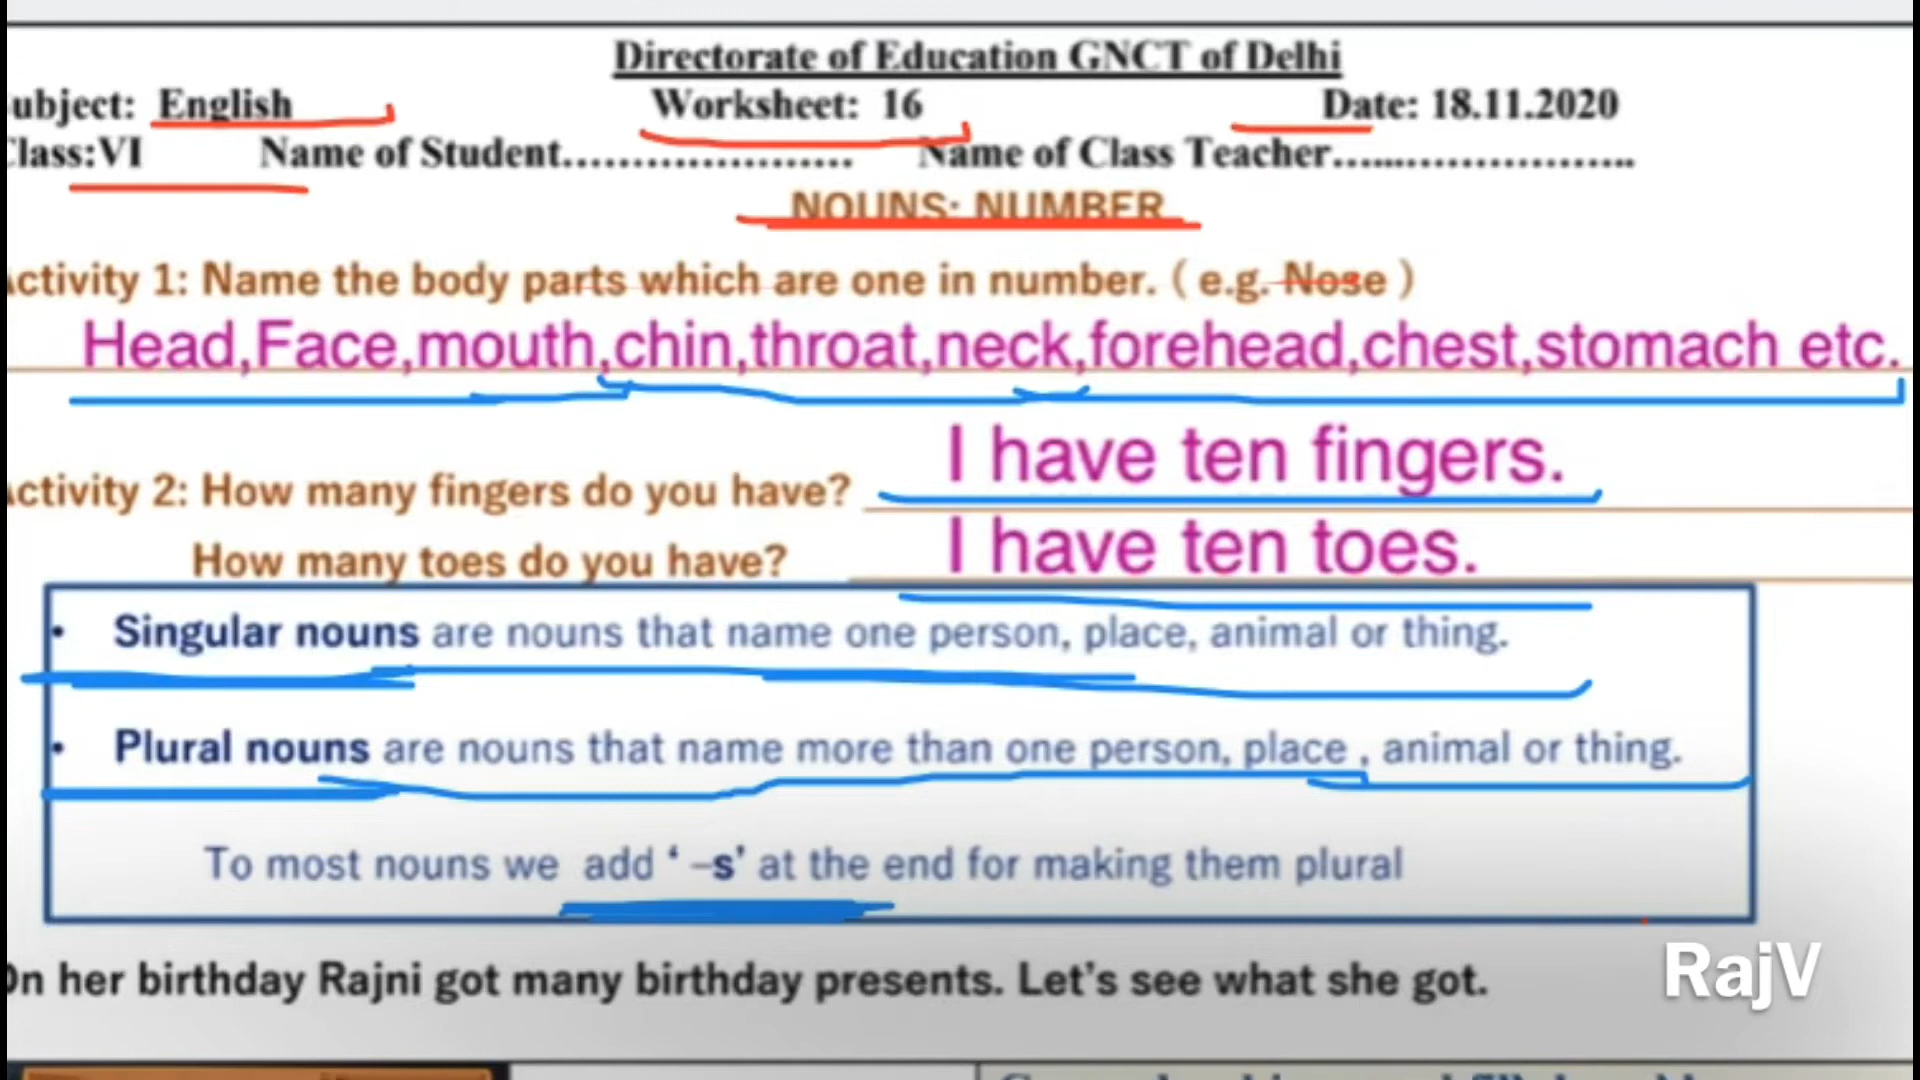 Directorate of Education GNCT of Delhi
ubject: English Worksheet: 16 Date: 18.11.2020
lass:VI Name of Student..................... Name of Class Teacher......................
NOUNS: NUMBER
ctivity 1: Name the body parts which are one in number. ( e.g. Nose )
Head,Face,mouth,chin,throat,neck,forehead,chest,stomach etc.
I have ten fingers.
ctivity 2: How many fingers do you have?
I have ten toes.
How many toes do you have?
• Singular nouns are nouns that name one person, place, animal or thing.
• Plural nouns are nouns that name more than one person, place , animal or thing.
To most nouns we add ‘ –s’ at the end for making them plural
On her birthday Rajni got many birthday presents. Let’s see what she got.
RajV